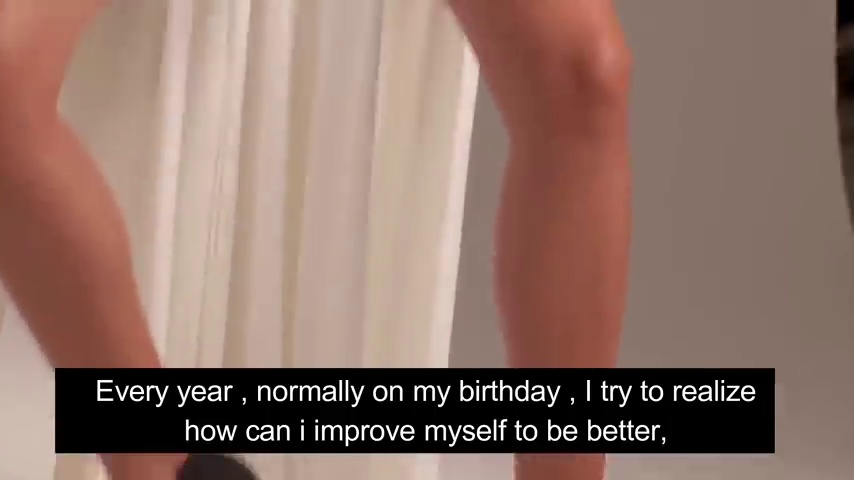 Every year , normally on my birthday , I try to realize
how can i improve myself to be better,